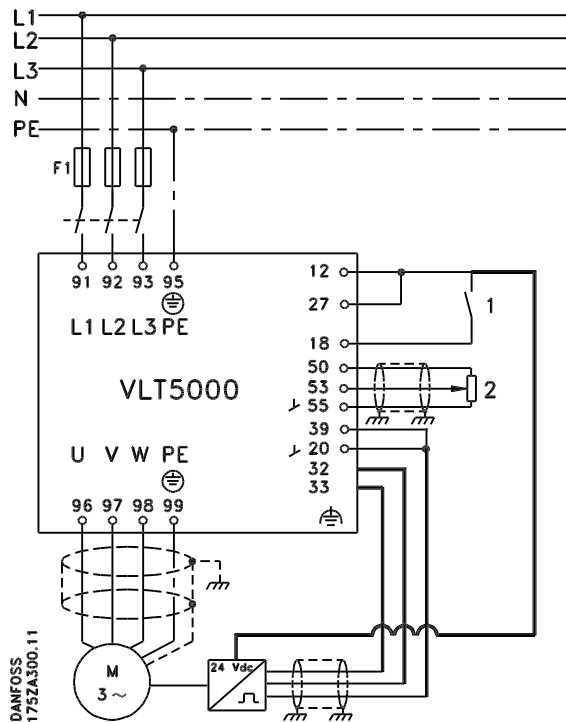 L1
L2
L3
N
PE
F1
91 92 93 95
L1 L2 L3 PE
VLT5000
U V W PE
96 97 98 99
12
27
18
50
53
55
39
20
32
33
1
2
M
3 ~
24 Vdc
DANFOSS
175ZA300.11